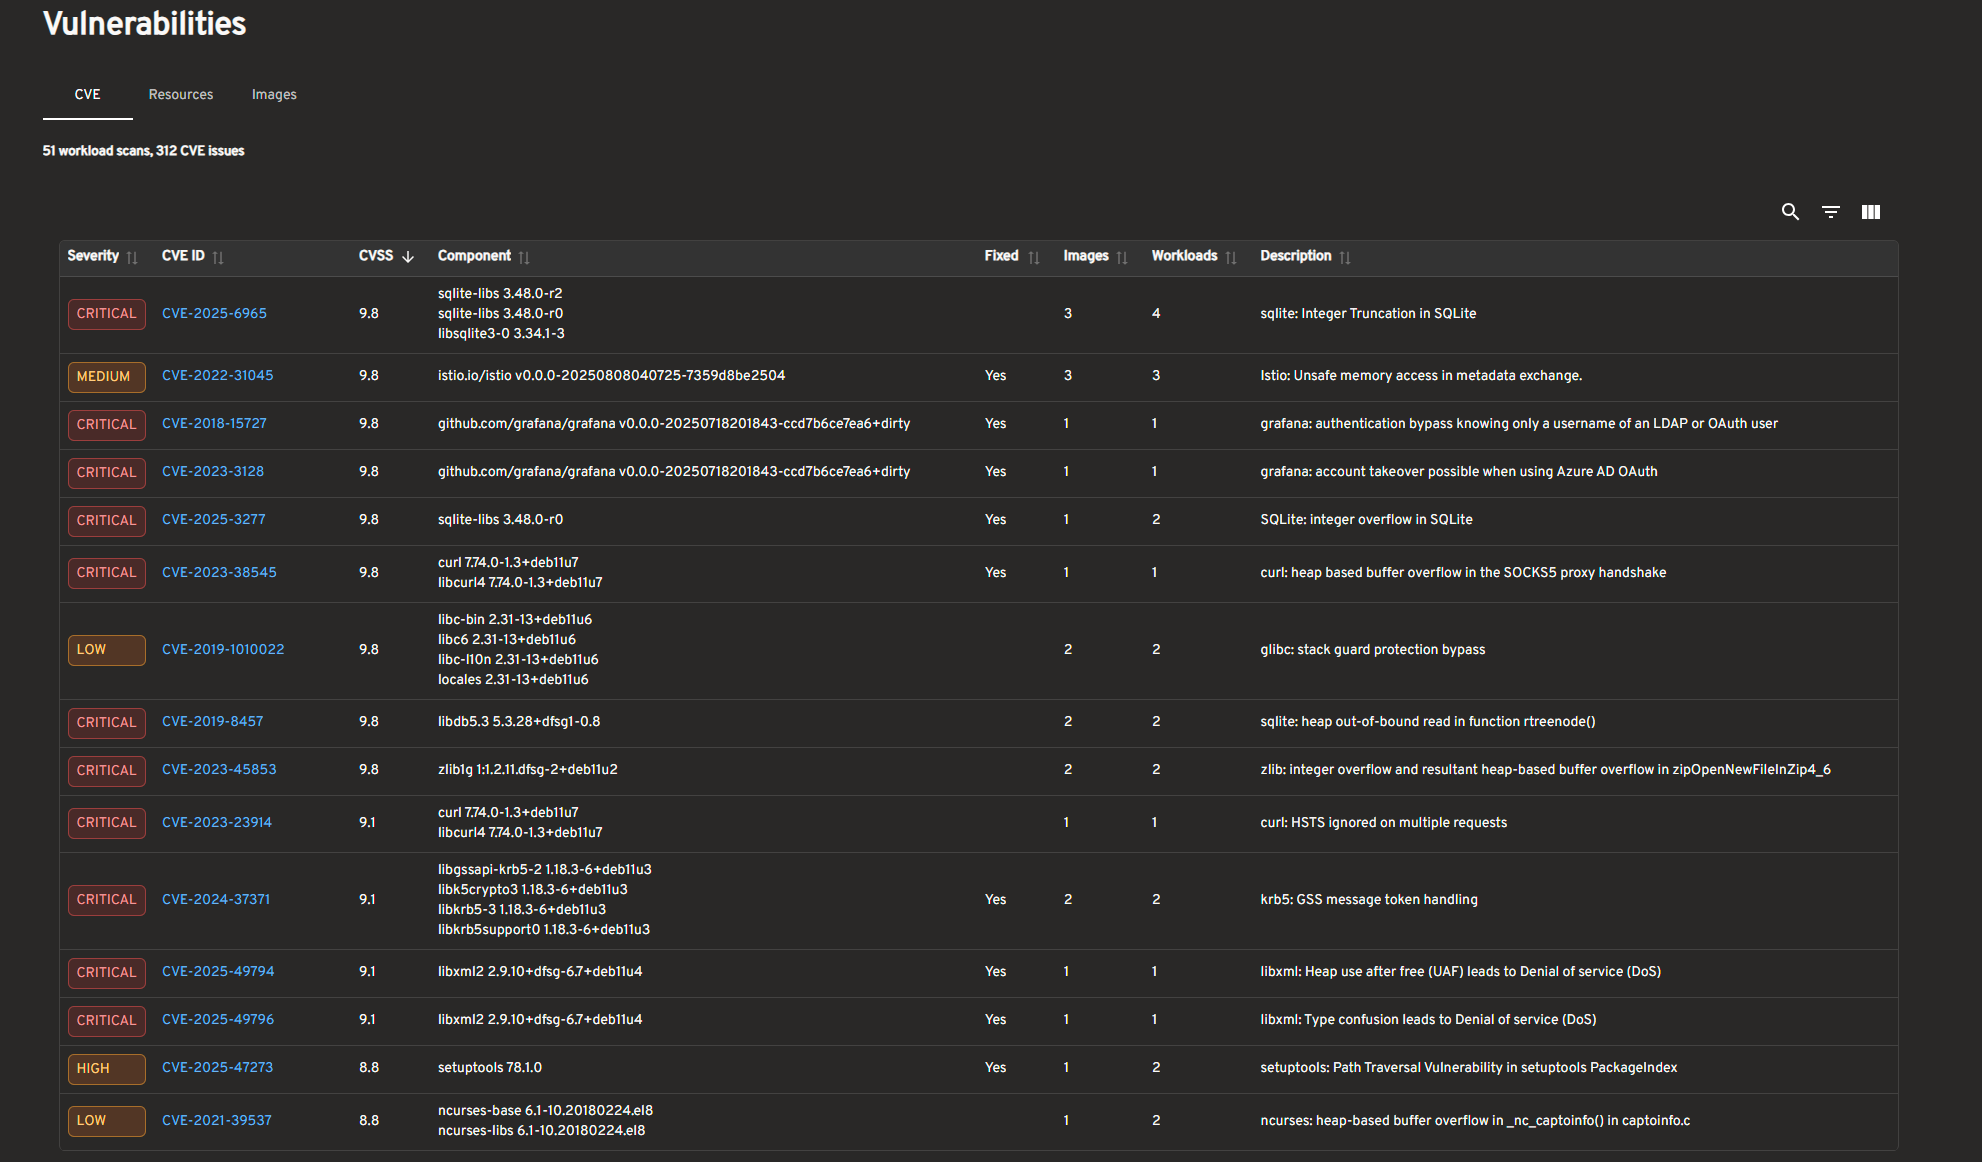 Vulnerabilities
CVE Resources Images
51 workload scans, 312 CVE issues
Severity CVE ID CVSS Component Fixed Images Workloads Description
CRITICAL CVE-2025-6965 9.8 sqlite-libs 3.48.0-r2
sqlite-libs 3.48.0-r0
libsqlite3-0 3.34.1-3 3 4 sqlite: Integer Truncation in SQLite
MEDIUM CVE-2022-31045 9.8 istio.io/istio v0.0.0-20250808040725-7359d8be2504 Yes 3 3 Istio: Unsafe memory access in metadata exchange.
CRITICAL CVE-2018-15727 9.8 github.com/grafana/grafana v0.0.0-20250718201843-ccd7b6ce7ea6+dirty Yes 1 1 grafana: authentication bypass knowing only a username of an LDAP or OAuth user
CRITICAL CVE-2023-3128 9.8 github.com/grafana/grafana v0.0.0-20250718201843-ccd7b6ce7ea6+dirty Yes 1 1 grafana: account takeover possible when using Azure AD OAuth
CRITICAL CVE-2025-3277 9.8 sqlite-libs 3.48.0-r0 Yes 1 2 SQLite: integer overflow in SQLite
CRITICAL CVE-2023-38545 9.8 curl 7.74.0-1.3+deb11u7
libcurl4 7.74.0-1.3+deb11u7 Yes 1 1 curl: heap based buffer overflow in the SOCKS5 proxy handshake
LOW CVE-2019-1010022 9.8 libc-bin 2.31-13+deb11u6
libc6 2.31-13+deb11u6
libc-l10n 2.31-13+deb11u6
locales 2.31-13+deb11u6 2 2 glibc: stack guard protection bypass
CRITICAL CVE-2019-8457 9.8 libdb5.3 5.3.28+dfsg1-0.8 2 2 sqlite: heap out-of-bound read in function rtreenode()
CRITICAL CVE-2023-45853 9.8 zlib1g 1:1.2.11.dfsg-2+deb11u2 2 2 zlib: integer overflow and resultant heap-based buffer overflow in zipOpenNewFileInZip4_6
CRITICAL CVE-2023-23914 9.1 curl 7.74.0-1.3+deb11u7
libcurl4 7.74.0-1.3+deb11u7 1 1 curl: HSTS ignored on multiple requests
CRITICAL CVE-2024-37371 9.1 libgssapi-krb5-2 1.18.3-6+deb11u3
libk5crypto3 1.18.3-6+deb11u3
libkrb5-3 1.18.3-6+deb11u3
libkrb5support0 1.18.3-6+deb11u3 Yes 2 2 krb5: GSS message token handling
CRITICAL CVE-2025-49794 9.1 libxml2 2.9.10+dfsg-6.7+deb11u4 Yes 1 1 libxml: Heap use after free (UAF) leads to Denial of service (DoS)
CRITICAL CVE-2025-49796 9.1 libxml2 2.9.10+dfsg-6.7+deb11u4 Yes 1 1 libxml: Type confusion leads to Denial of service (DoS)
HIGH CVE-2025-47273 8.8 setuptools 78.1.0 Yes 1 2 setuptools: Path Traversal Vulnerability in setuptools PackageIndex
LOW CVE-2021-39537 8.8 ncurses-base 6.1-10.20180224.el8
ncurses-libs 6.1-10.20180224.el8 1 2 ncurses: heap-based buffer overflow in _nc_captoinfo() in captoinfo.c